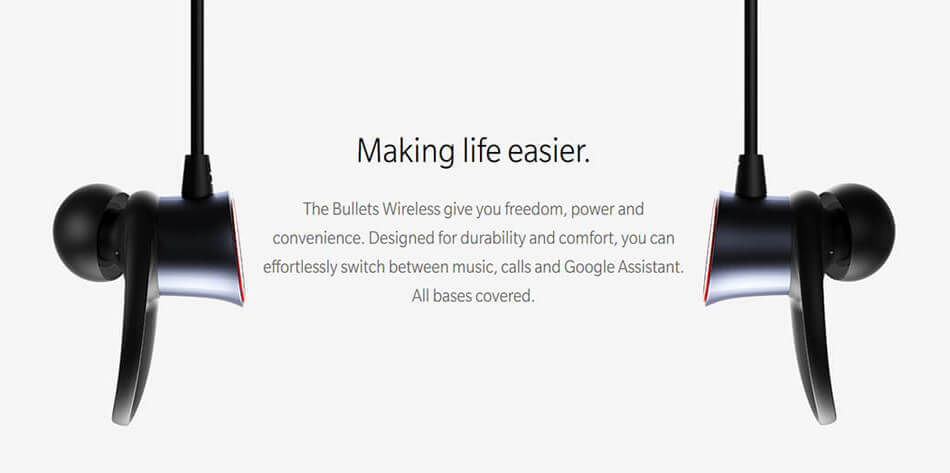 Making life easier.
The Bullets Wireless give you freedom, power and
convenience. Designed for durability and comfort, you can
effortlessly switch between music, calls and Google Assistant.
All bases covered.